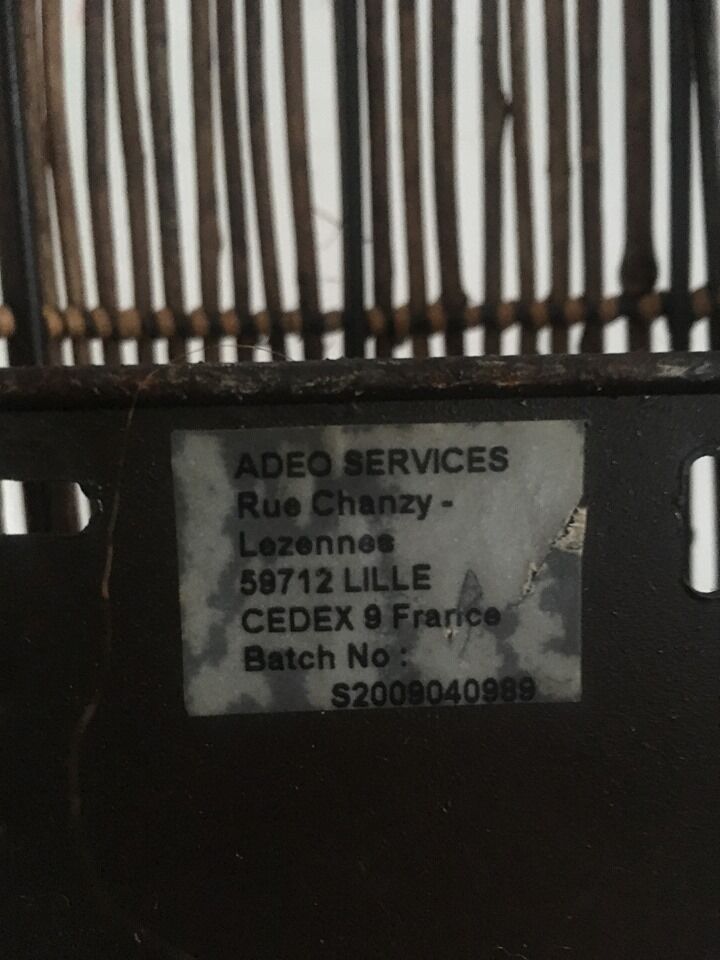 ADEO SERVICES
Rue Chanzy -
Lezennes
59712 LILLE
CEDEX 9 France
Batch No :
S2009040989